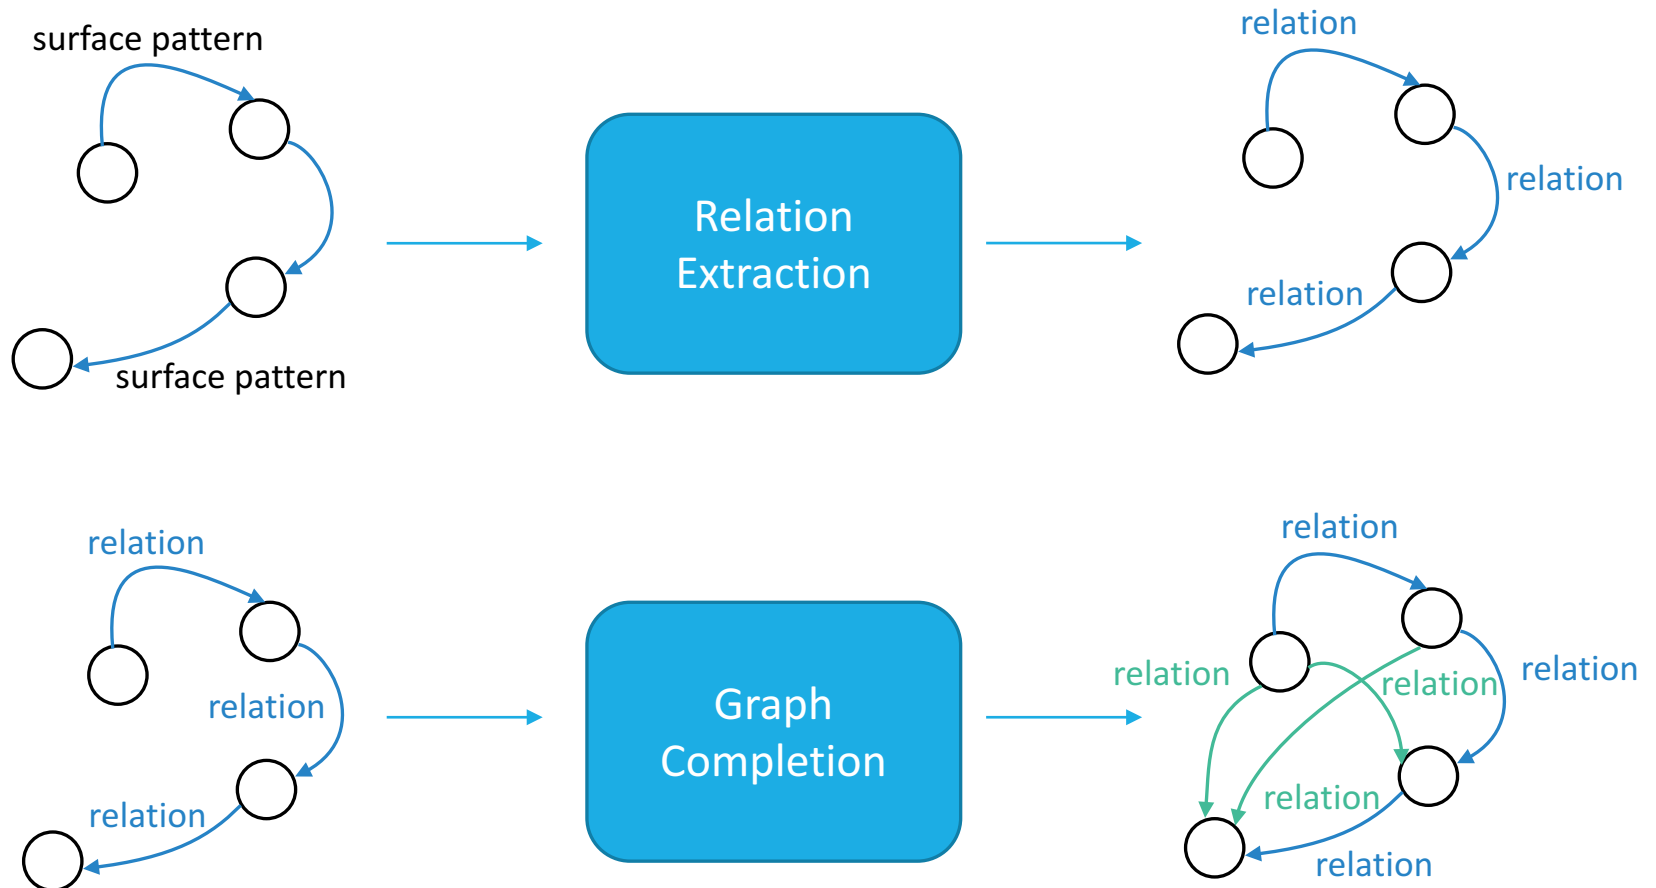 surface pattern
relation
relation
Relation
Extraction
relation
surface pattern
relation
relation
relation
relation
relation
relation
relation
Graph
Completion
relation
relation
relation